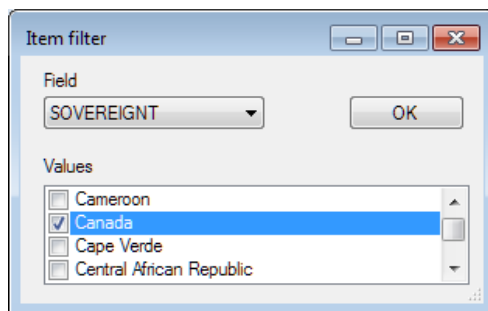 Item filter
Field
SOVEREIGNT
OK
Values
Cameroon
Canada
Cape Verde
Central African Republic